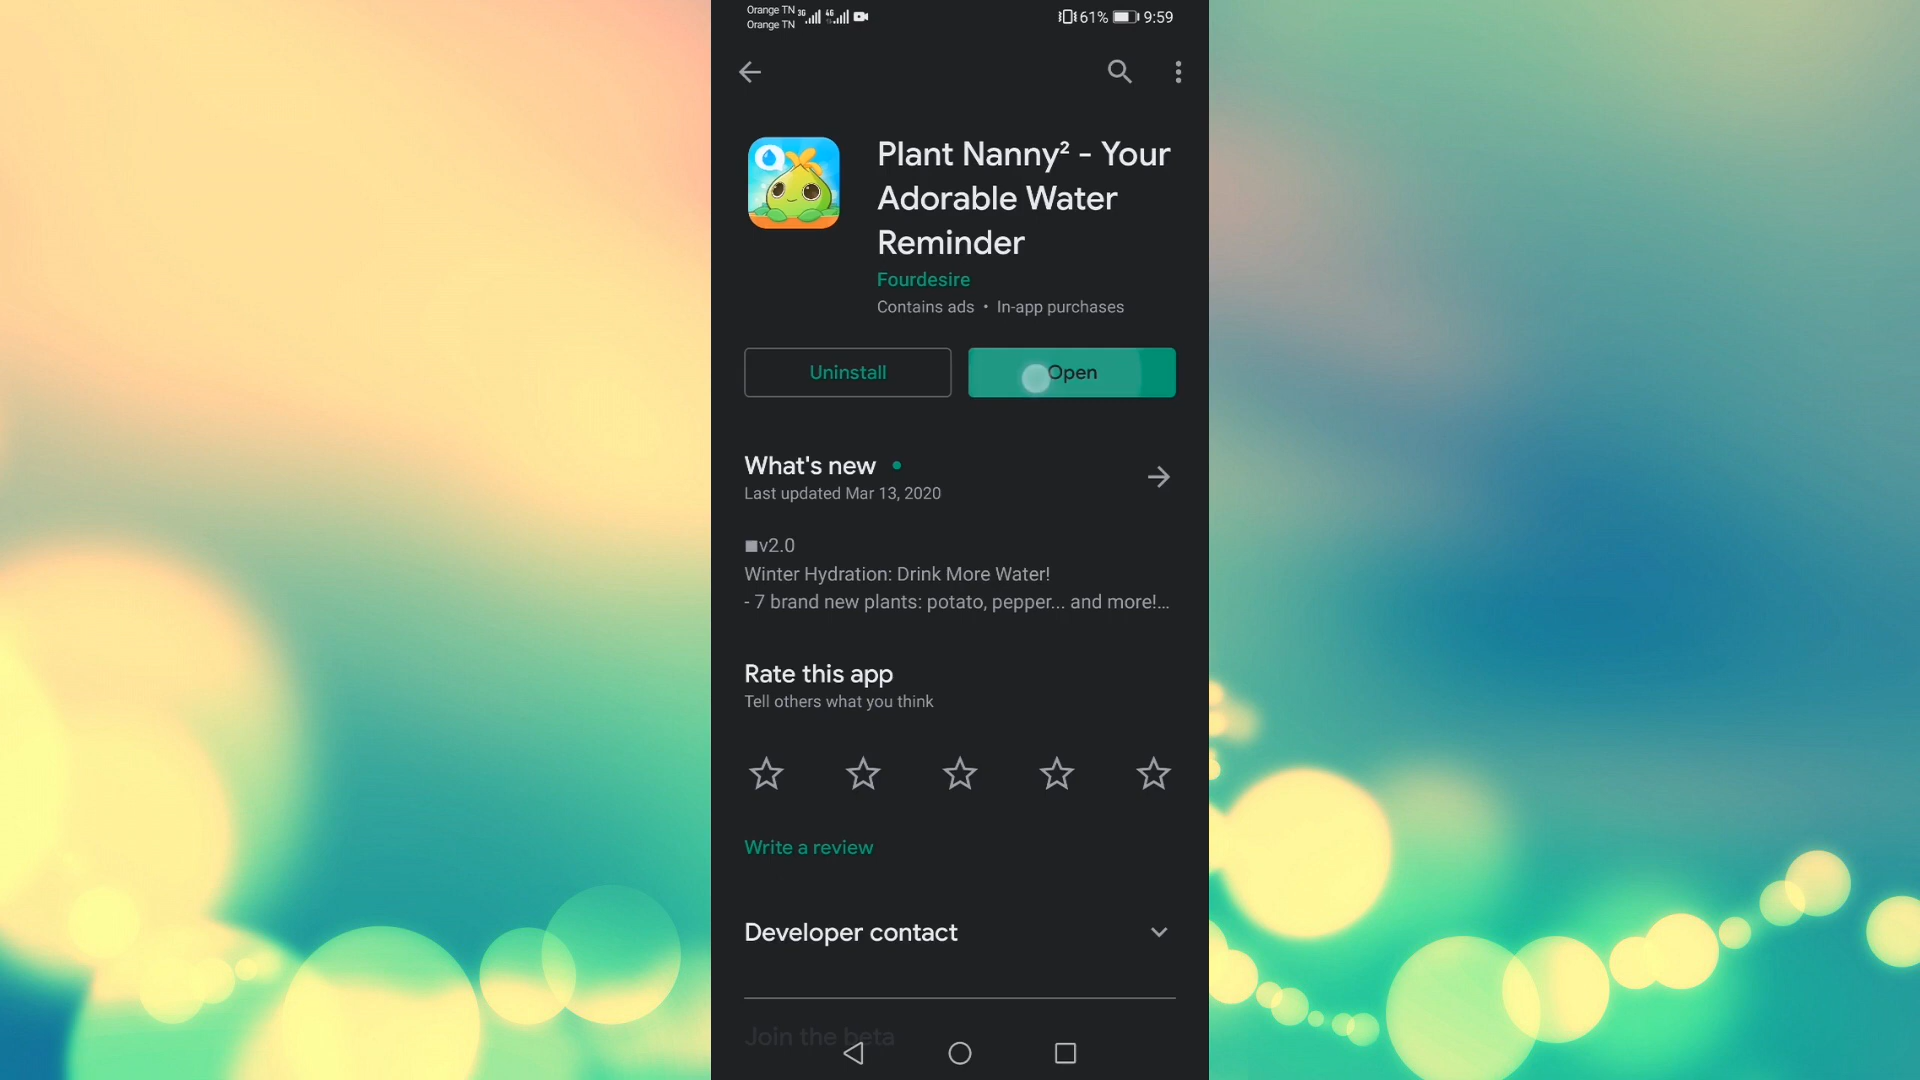 Orange TN 3G 4G
Orange TN
61% 9:59
Plant Nanny² - Your
Adorable Water
Reminder
Fourdesire
Contains ads • In-app purchases
Uninstall
Open
What's new •
Last updated Mar 13, 2020
■v2.0
Winter Hydration: Drink More Water!
- 7 brand new plants: potato, pepper... and more!...
Rate this app
Tell others what you think
Write a review
Developer contact
Join the beta